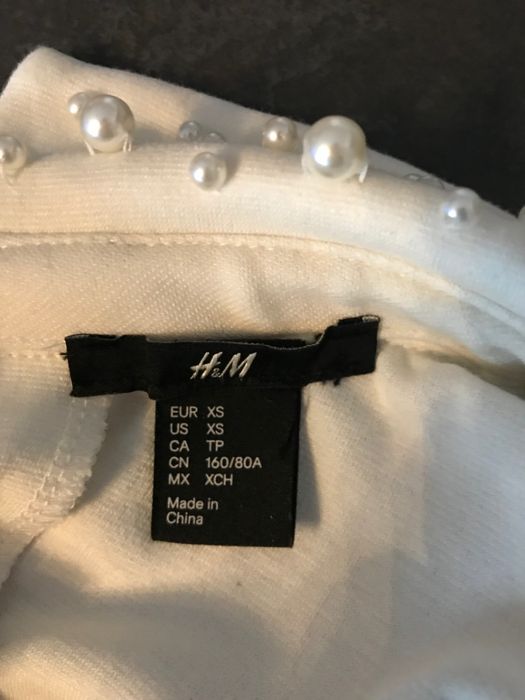 H&M
EUR XS
US XS
CA TP
CN 160/80A
MX XCH
Made in
China